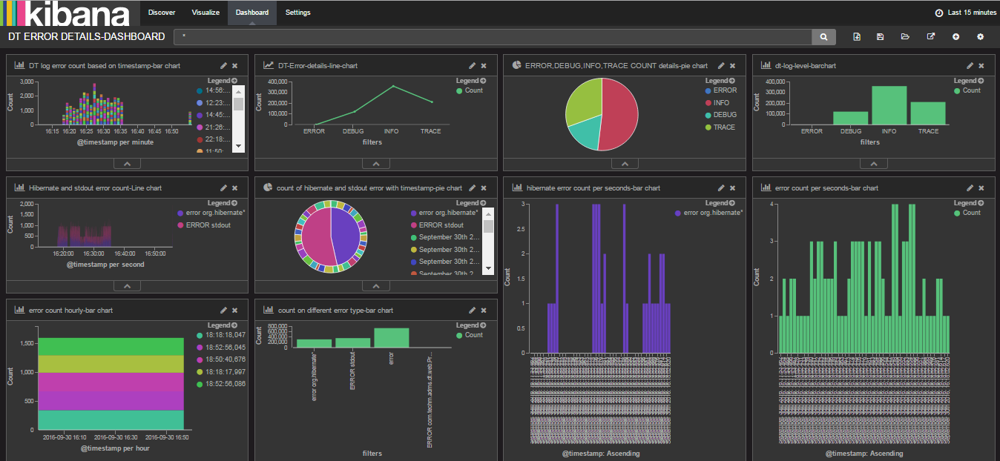 kibana Discover Visualize Dashboard Settings Last 15 minutes
DT ERROR DETAILS-DASHBOARD *
DT log error count based on timestamp-bar chart
Legend
3,000
2,000
1,000
0
Count
16:15 16:20 16:25 16:30 16:35 16:40 16:45 16:50
@timestamp per minute
14:56:...
12:23:...
14:45:...
21:26:...
22:18:...
11:50:
DT-Error-details-line-chart
Legend
Count
400,000
300,000
200,000
100,000
0
Count
ERROR DEBUG INFO TRACE
filters
ERROR,DEBUG,INFO,TRACE COUNT details-pie chart
Legend
ERROR
INFO
DEBUG
TRACE
dt-log-level-barchart
Legend
Count
400,000
300,000
200,000
100,000
0
Count
ERROR DEBUG INFO TRACE
filters
Hibernate and stdout error count-Line chart
Legend
error org.hibernate*
ERROR stdout
2,000
1,500
1,000
500
0
Count
16:20:00 16:30:00 16:40:00 16:50:00
@timestamp per second
count of hibernate and stdout error with timestamp-pie chart
Legend
error org.hibernate*
ERROR stdout
September 30th 2...
September 30th 2...
September 30th 2...
September 30th 2...
hibernate error count per seconds-bar chart
Legend
error org.hibernate*
3
2.5
2
1.5
1
0.5
0
Count
@timestamp: Ascending
error count per seconds-bar chart
Legend
Count
4
3
2
1
0
Count
@timestamp: Ascending
error count hourly-bar chart
Legend
18:18:18,047
18:52:56,045
18:50:40,676
18:18:17,997
18:52:56,086
1,500
1,000
500
0
Count
2016-09-30 16:10 2016-09-30 16:30 2016-09-30 16:50
@timestamp per hour
count on different error type-bar chart
Legend
Count
800,000
600,000
400,000
200,000
0
Count
error org.hibernate*
ERROR stdout
error
ERROR com.techm.adms.dt.web.Pr...
filters